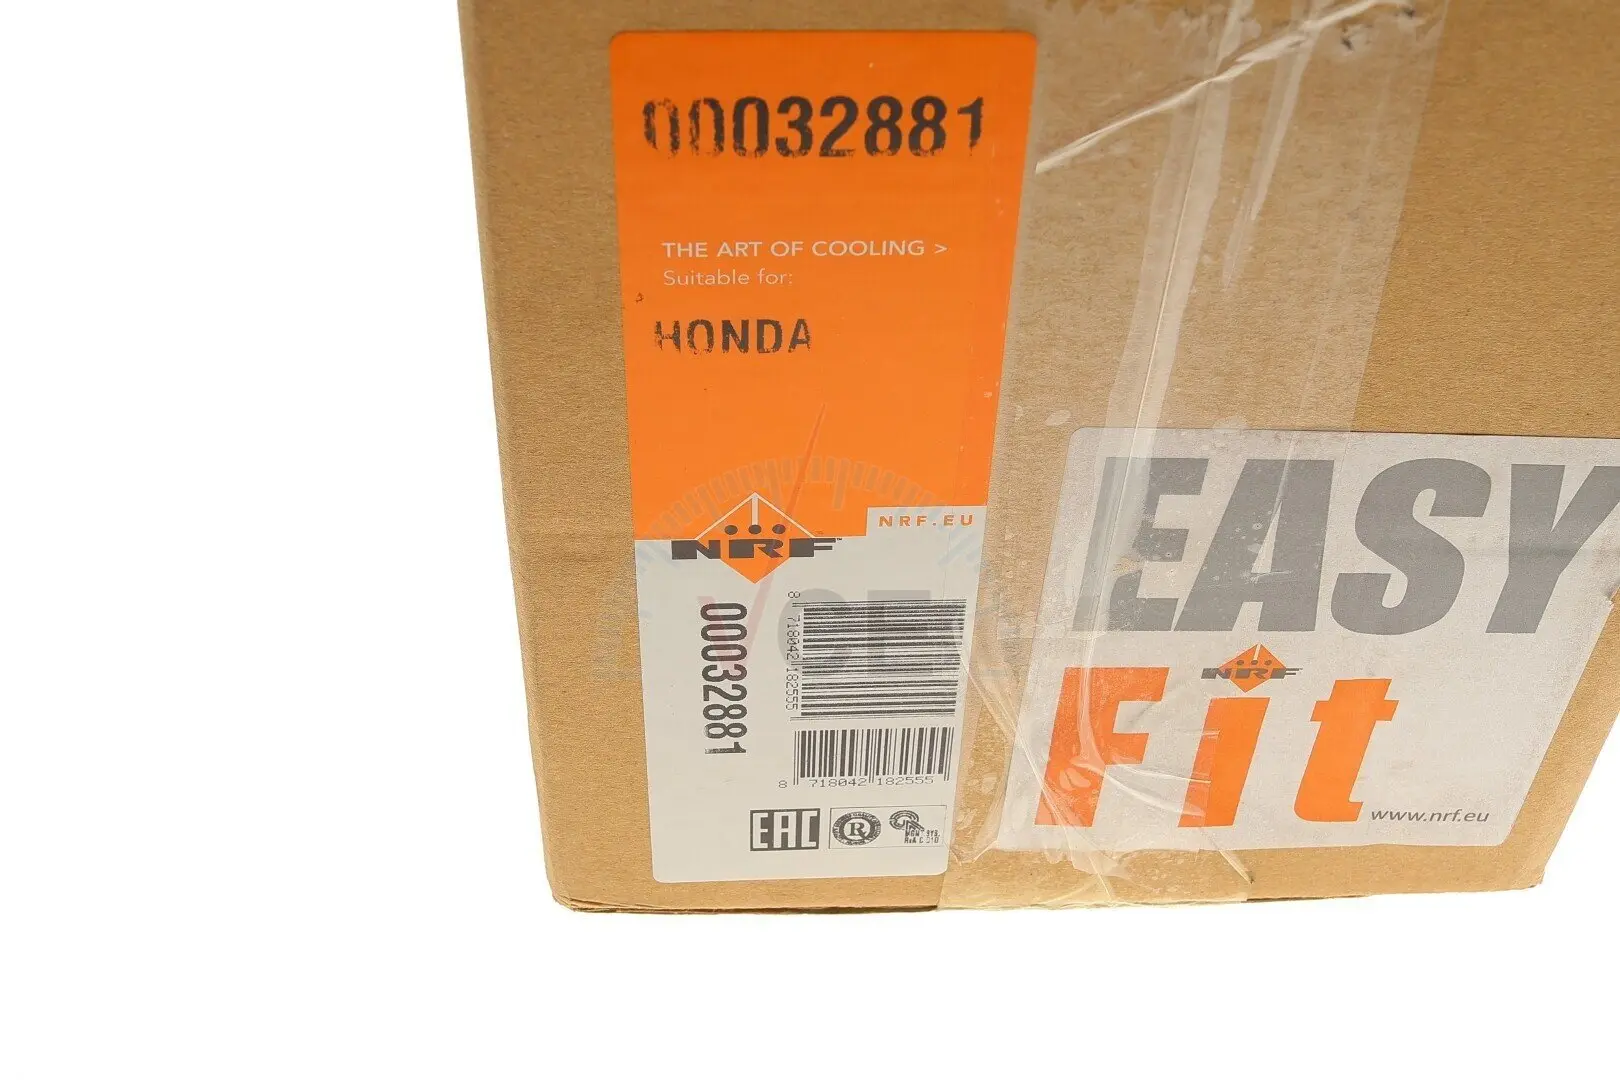 00032881
THE ART OF COOLING >
Suitable for:
HONDA
NRF.EU
NRF
00032881
8 718042 182555
8 718042 182555
EAC
R
EASY
NRF
Fit
www.nrf.eu